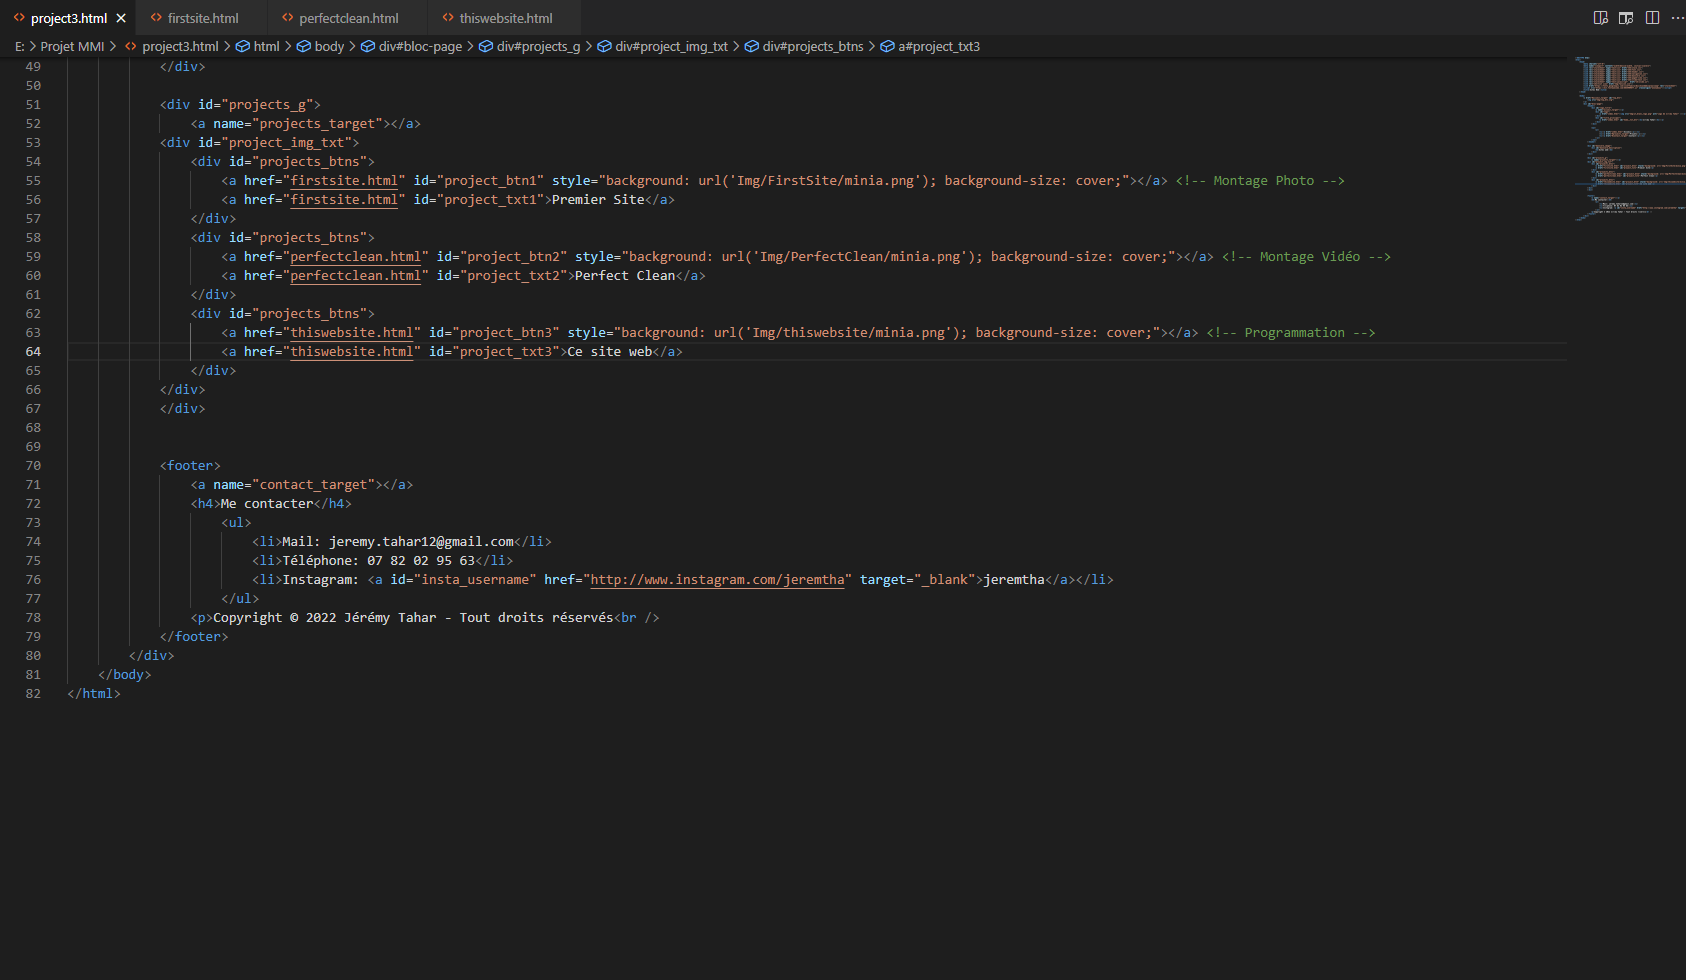 project3.html firstsite.html perfectclean.html thiswebsite.html
E: > Projet MMI > project3.html > html > body > div#bloc-page > div#projects_g > div#project_img_txt > div#projects_btns > a#project_txt3
49 </div>
50
51 <div id="projects_g">
52 <a name="projects_target"></a>
53 <div id="project_img_txt">
54 <div id="projects_btns">
55 <a href="firstsite.html" id="project_btn1" style="background: url('Img/FirstSite/minia.png'); background-size: cover;"></a> <!-- Montage Photo -->
56 <a href="firstsite.html" id="project_txt1">Premier Site</a>
57 </div>
58 <div id="projects_btns">
59 <a href="perfectclean.html" id="project_btn2" style="background: url('Img/PerfectClean/minia.png'); background-size: cover;"></a> <!-- Montage Vidéo -->
60 <a href="perfectclean.html" id="project_txt2">Perfect Clean</a>
61 </div>
62 <div id="projects_btns">
63 <a href="thiswebsite.html" id="project_btn3" style="background: url('Img/thiswebsite/minia.png'); background-size: cover;"></a> <!-- Programmation -->
64 <a href="thiswebsite.html" id="project_txt3">Ce site web</a>
65 </div>
66 </div>
67 </div>
68
69
70 <footer>
71 <a name="contact_target"></a>
72 <h4>Me contacter</h4>
73 <ul>
74 <li>Mail: jeremy.tahar12@gmail.com</li>
75 <li>Téléphone: 07 82 02 95 63</li>
76 <li>Instagram: <a id="insta_username" href="http://www.instagram.com/jeremtha" target="_blank">jeremtha</a></li>
77 </ul>
78 <p>Copyright © 2022 Jérémy Tahar - Tout droits réservés<br />
79 </footer>
80 </div>
81 </body>
82 </html>